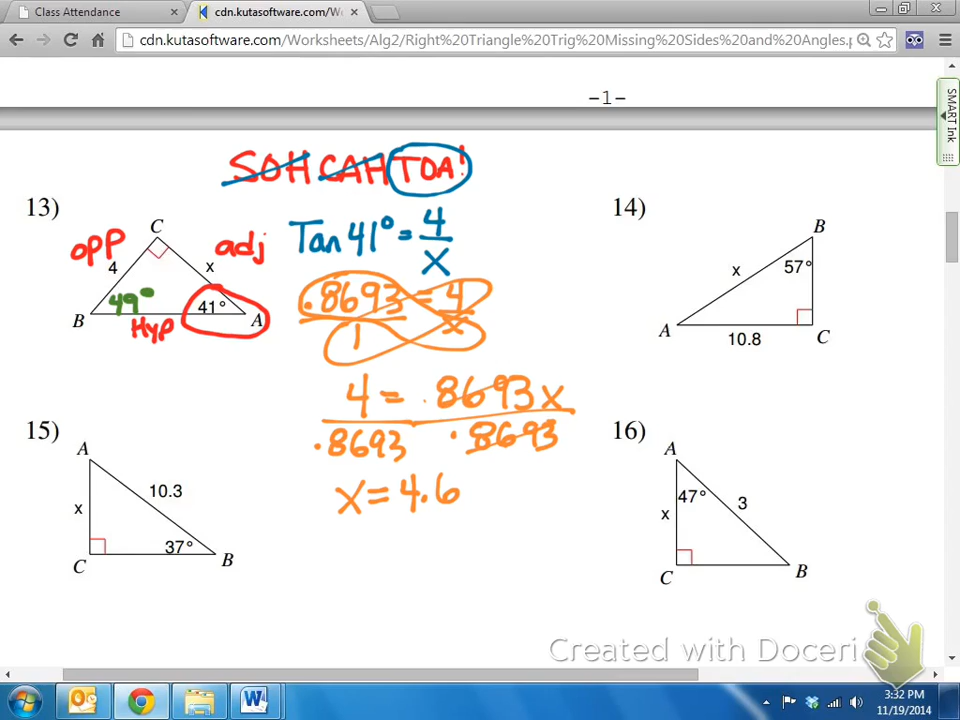 Class Attendance
cdn.kutasoftware.com/Wo
cdn.kutasoftware.com/Worksheets/Alg2/Right%20Triangle%20Trig%20Missing%20Sides%20and%20Angles.p
-1-
SMART Ink
SOH CAH TOA!
13)
C
opp
adj
4
x
49°
41°
B
Hyp
A
Tan 41° = 4/x
.8693 = 4
1 x
4 = .8693x
.8693 .8693
x = 4.6
14)
B
x
57°
A
10.8
C
15)
A
10.3
x
37°
C
B
16)
A
47°
3
x
C
B
Created with Doceri
3:32 PM
11/19/2014